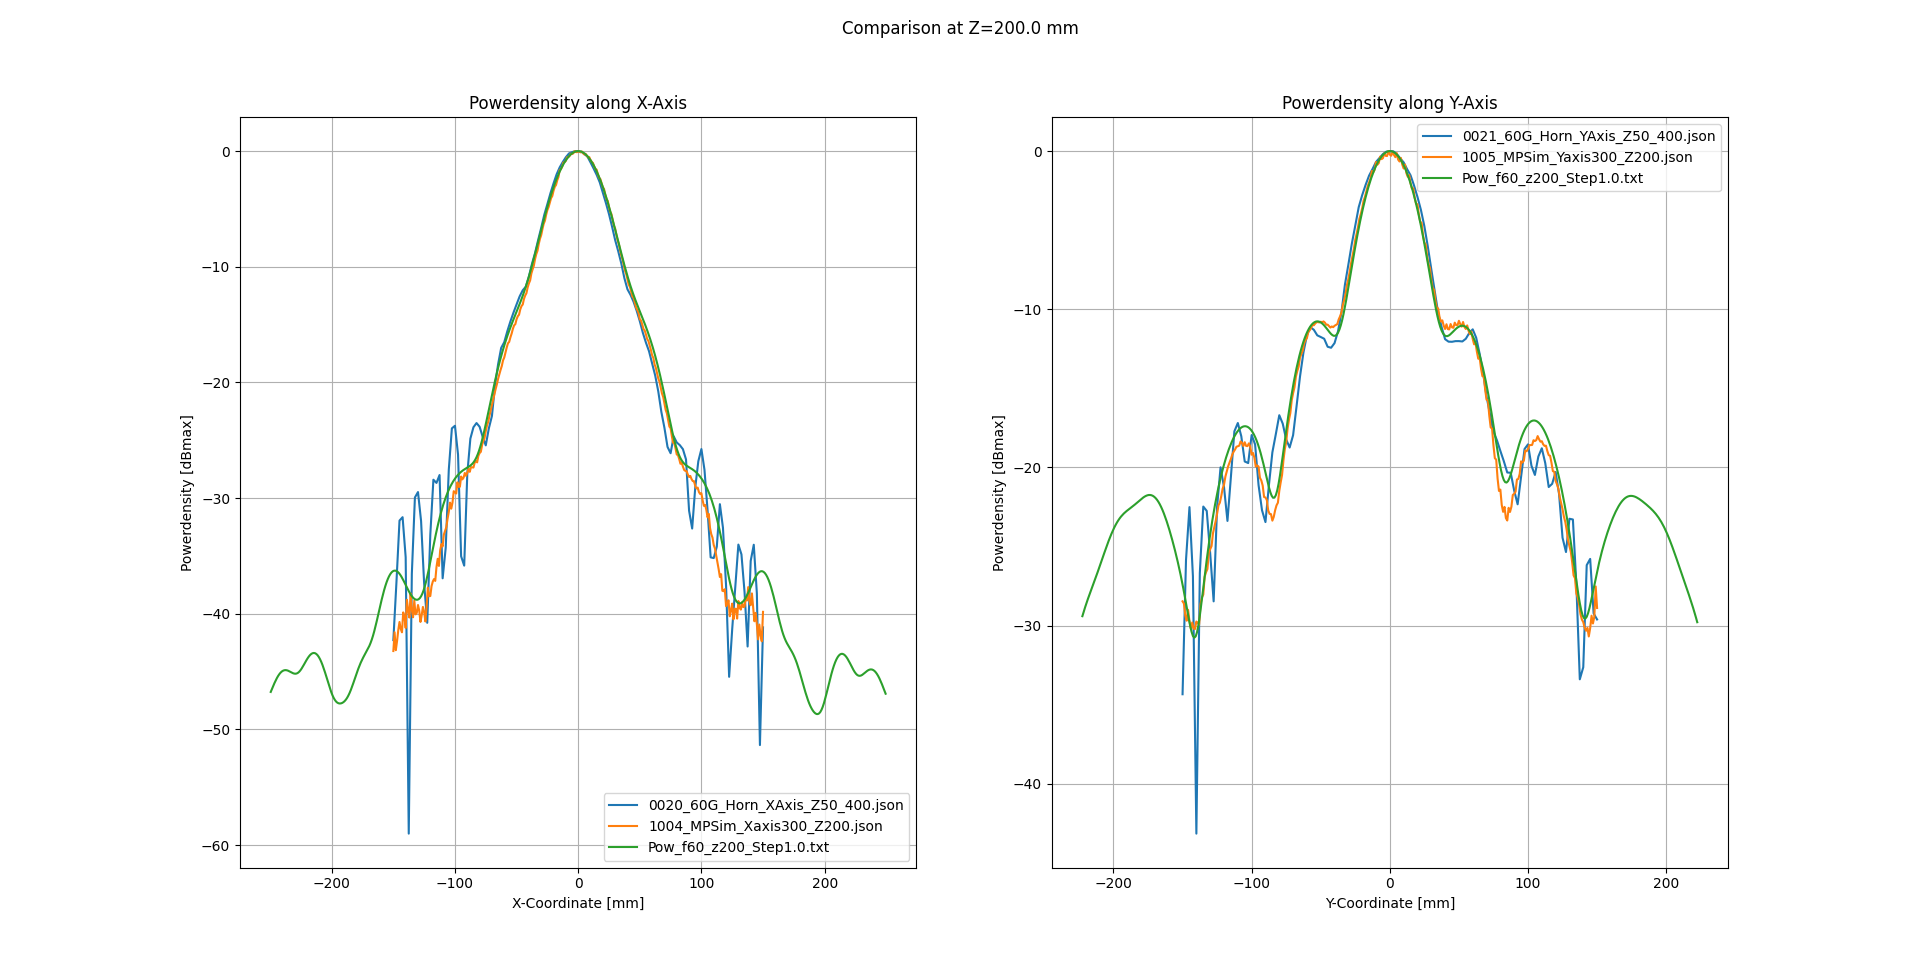 Comparison at Z=200.0 mm
Powerdensity along X-Axis
Powerdensity [dBmax]
0
−10
−20
−30
−40
−50
−60
0020_60G_Horn_XAxis_Z50_400.json
1004_MPSim_Xaxis300_Z200.json
Pow_f60_z200_Step1.0.txt
−200 −100 0 100 200
X-Coordinate [mm]
Powerdensity along Y-Axis
Powerdensity [dBmax]
0021_60G_Horn_YAxis_Z50_400.json
1005_MPSim_Yaxis300_Z200.json
Pow_f60_z200_Step1.0.txt
0
−10
−20
−30
−40
−200 −100 0 100 200
Y-Coordinate [mm]